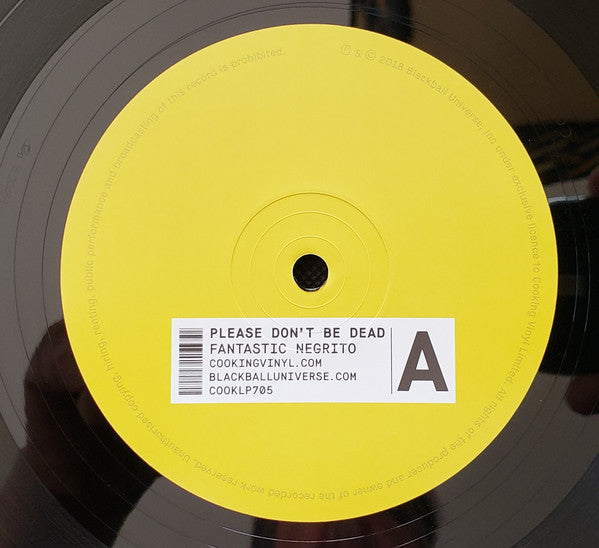 ℗ & © 2018 Blackball Universe, Inc under exclusive licence to Cooking Vinyl Limited. All rights of the producer and owner of the recorded work reserved. Unauthorised copying, hiring, renting, public performance and broadcasting of this record is prohibited.
PLEASE DON'T BE DEAD
FANTASTIC NEGRITO
COOKINGVINYL.COM
BLACKBALLUNIVERSE.COM
COOKLP705
A